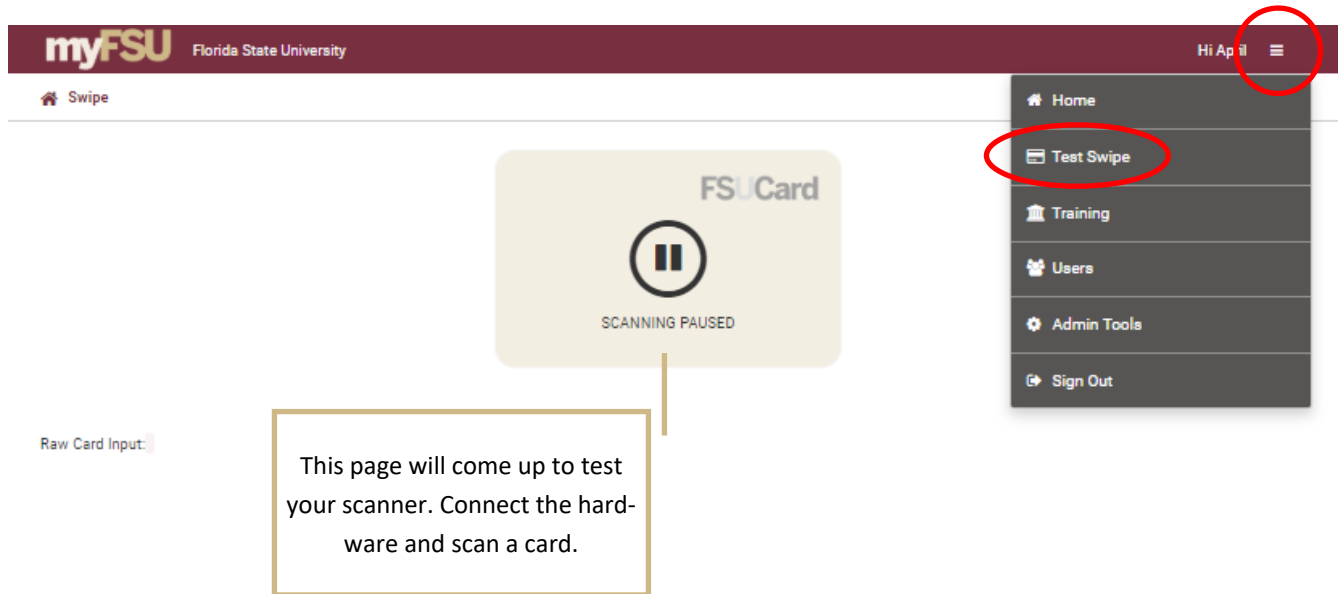 myFSU Florida State University Hi April
Swipe
Home
Test Swipe
Training
Users
Admin Tools
Sign Out
FSUCard
SCANNING PAUSED
Raw Card Input:
This page will come up to test
your scanner. Connect the hard-
ware and scan a card.